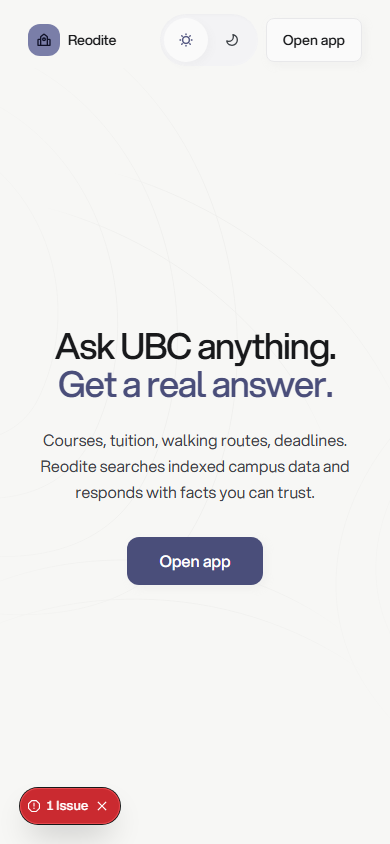 Reodite
Open app
Ask UBC anything.
Get a real answer.
Courses, tuition, walking routes, deadlines.
Reodite searches indexed campus data and
responds with facts you can trust.
Open app
1 Issue